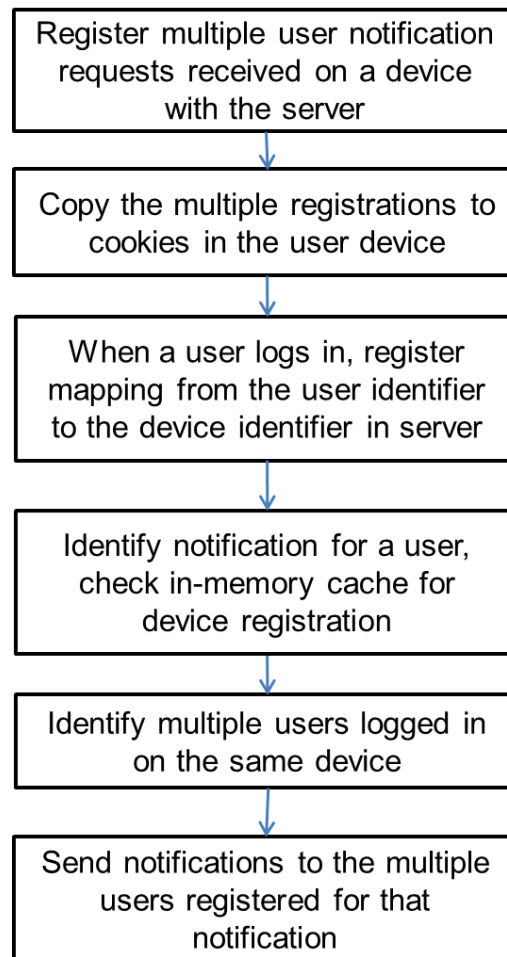 Register multiple user notification
requests received on a device
with the server
Copy the multiple registrations to
cookies in the user device
When a user logs in, register
mapping from the user identifier
to the device identifier in server
Identify notification for a user,
check in-memory cache for
device registration
Identify multiple users logged in
on the same device
Send notifications to the multiple
users registered for that
notification